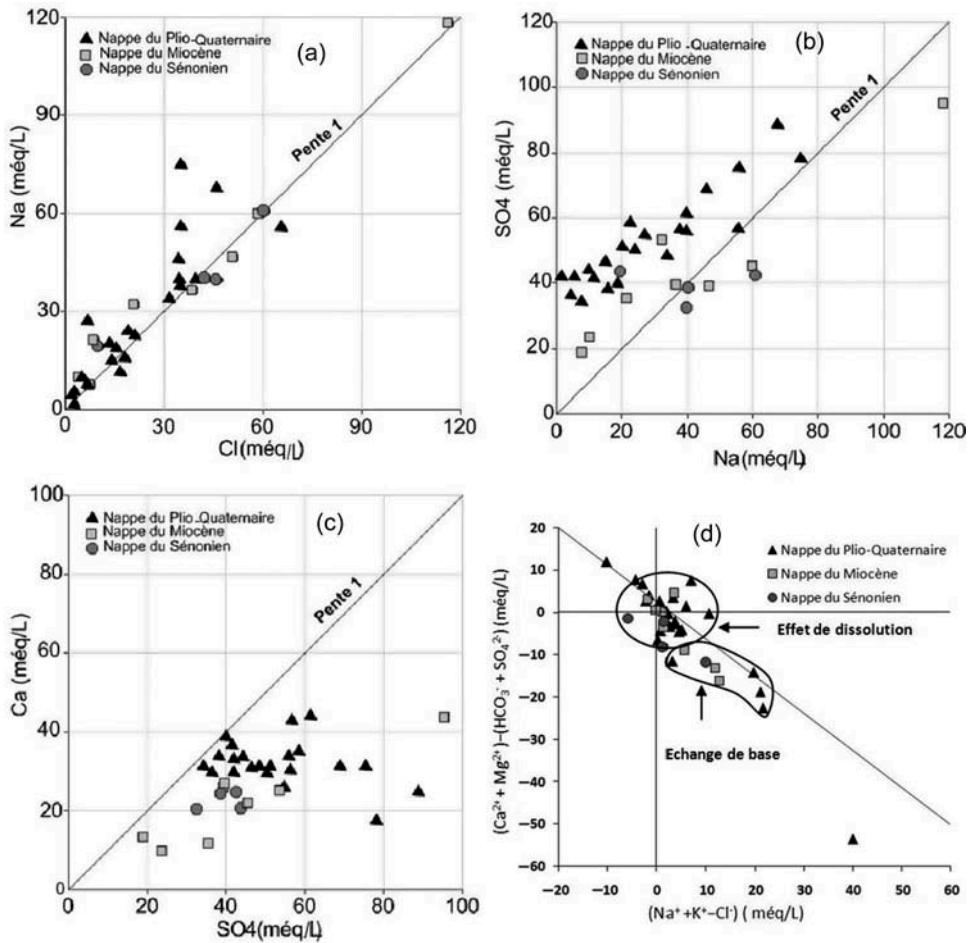 (a)
Nappe du Plio-Quaternaire
Nappe du Miocène
Nappe du Sénonien
Pente 1
Na (méq/L)
120
90
60
30
0
0 30 60 90 120
Cl(méq/L)
(b)
Nappe du Plio-Quaternaire
Nappe du Miocène
Nappe du Sénonien
Pente 1
SO4 (méq/L)
120
100
80
60
40
20
0
0 20 40 60 80 100 120
Na(méq/L)
(c)
Nappe du Plio-Quaternaire
Nappe du Miocène
Nappe du Sénonien
Pente 1
Ca (méq/L)
100
80
60
40
20
0
0 20 40 60 80 100
SO4(méq/L)
(d)
Nappe du Plio-Quaternaire
Nappe du Miocène
Nappe du Sénonien
Effet de dissolution
Echange de base
(Ca²⁺ + Mg²⁺)–(HCO₃⁻ + SO₄²⁻) (méq/L)
20
10
0
–10
–20
–30
–40
–50
–60
–20 –10 0 10 20 30 40 50 60
(Na⁺+K⁺–Cl⁻) ( méq/L)